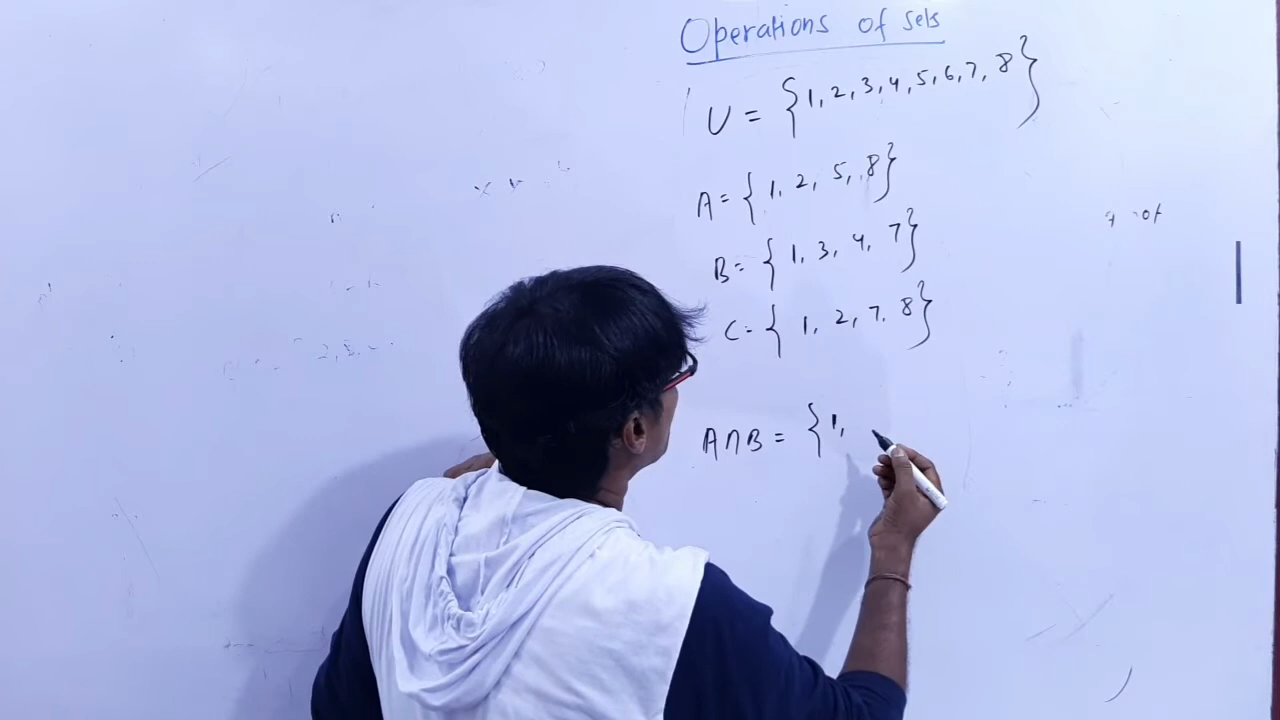 Operations of sets
U = {1, 2, 3, 4, 5, 6, 7, 8}
A = {1, 2, 5, 8}
B = {1, 3, 4, 7}
C = {1, 2, 7, 8}
A∩B = {1,